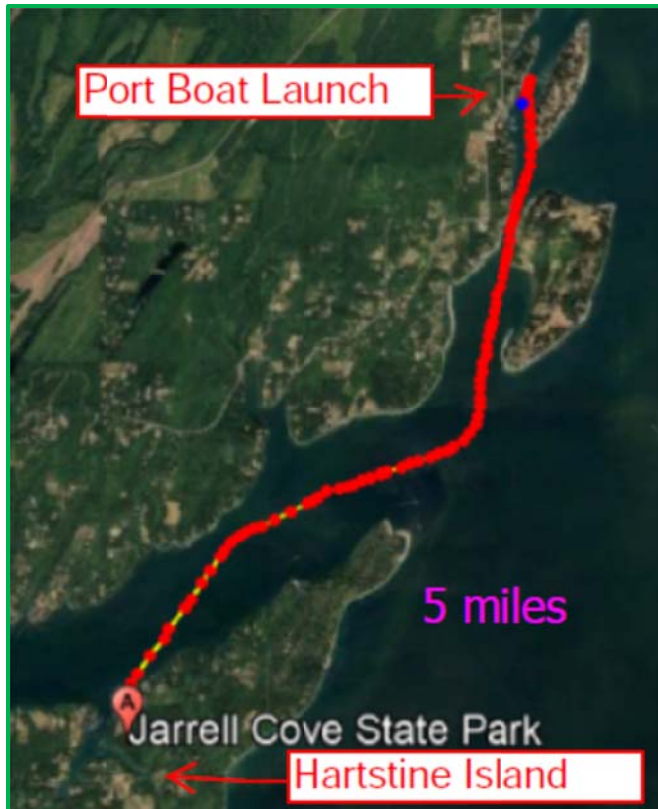 Port Boat Launch
5 miles
A
Jarrell Cove State Park
Hartstine Island